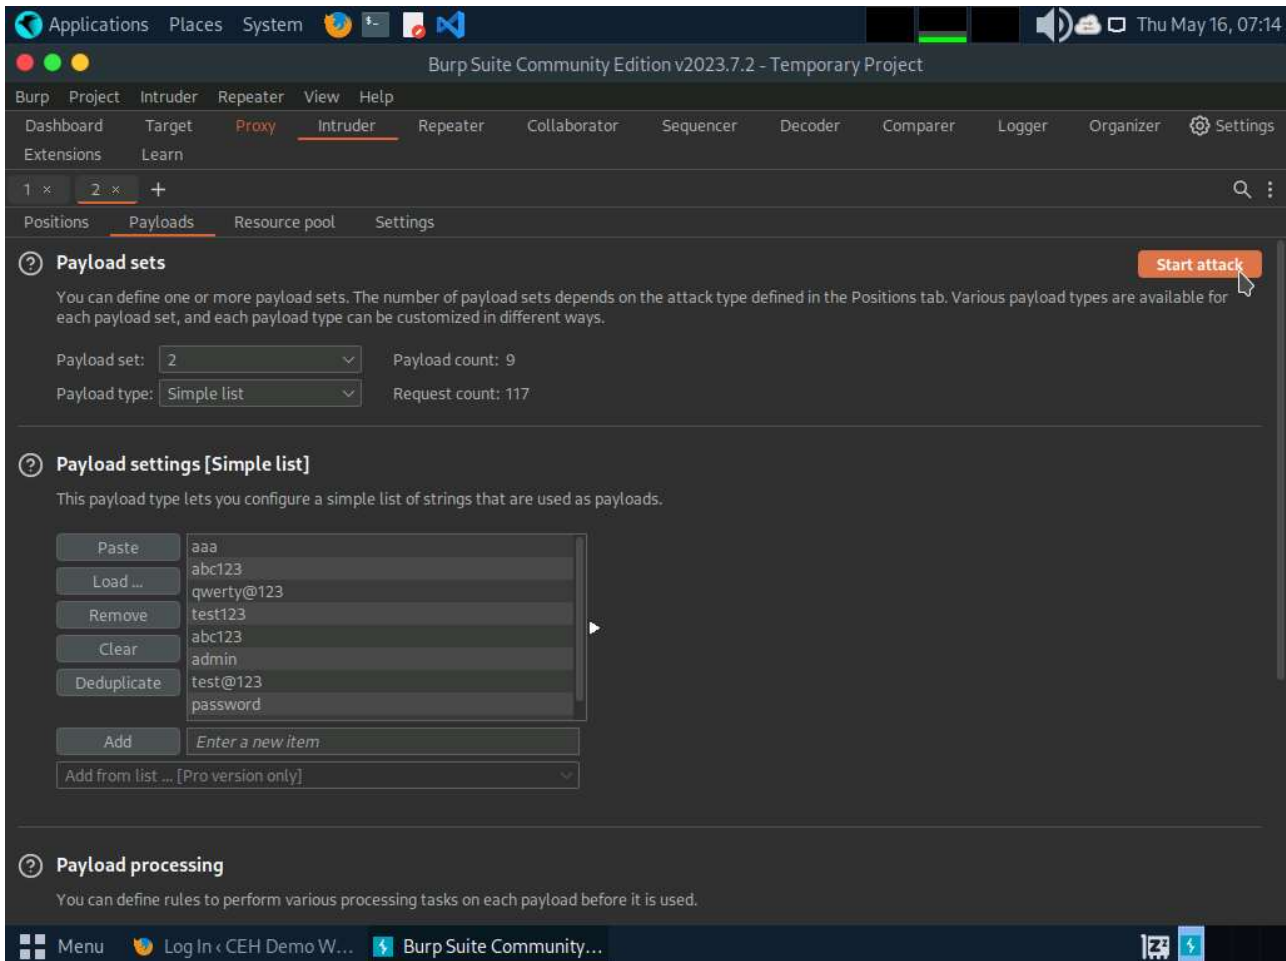 Applications Places System Thu May 16, 07:14
Burp Suite Community Edition v2023.7.2 - Temporary Project
Burp Project Intruder Repeater View Help
Dashboard Target Proxy Intruder Repeater Collaborator Sequencer Decoder Comparer Logger Organizer Settings
Extensions Learn
1 × 2 × +
Positions Payloads Resource pool Settings
? Payload sets
Start attack
You can define one or more payload sets. The number of payload sets depends on the attack type defined in the Positions tab. Various payload types are available for
each payload set, and each payload type can be customized in different ways.
Payload set: 2 Payload count: 9
Payload type: Simple list Request count: 117
? Payload settings [Simple list]
This payload type lets you configure a simple list of strings that are used as payloads.
Paste
Load ...
Remove
Clear
Deduplicate
aaa
abc123
qwerty@123
test123
abc123
admin
test@123
password
Add Enter a new item
Add from list ... [Pro version only]
? Payload processing
You can define rules to perform various processing tasks on each payload before it is used.
Menu Log In ‹ CEH Demo W... Burp Suite Community...